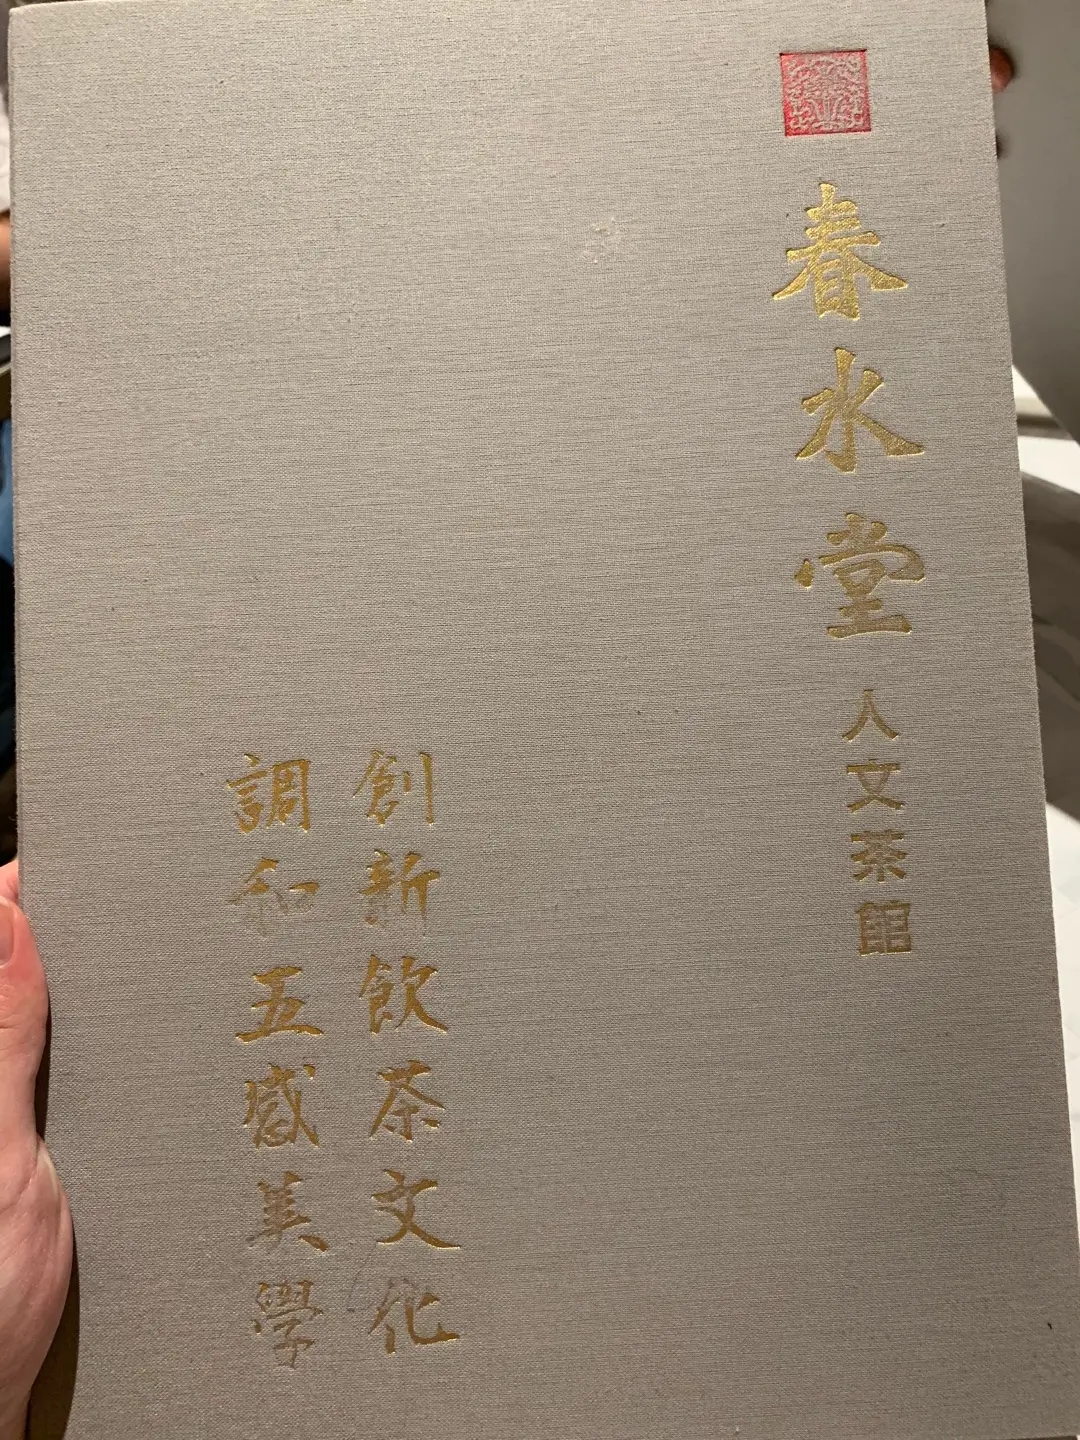 春水堂人文茶館
創新飲茶文化
調和五感美學